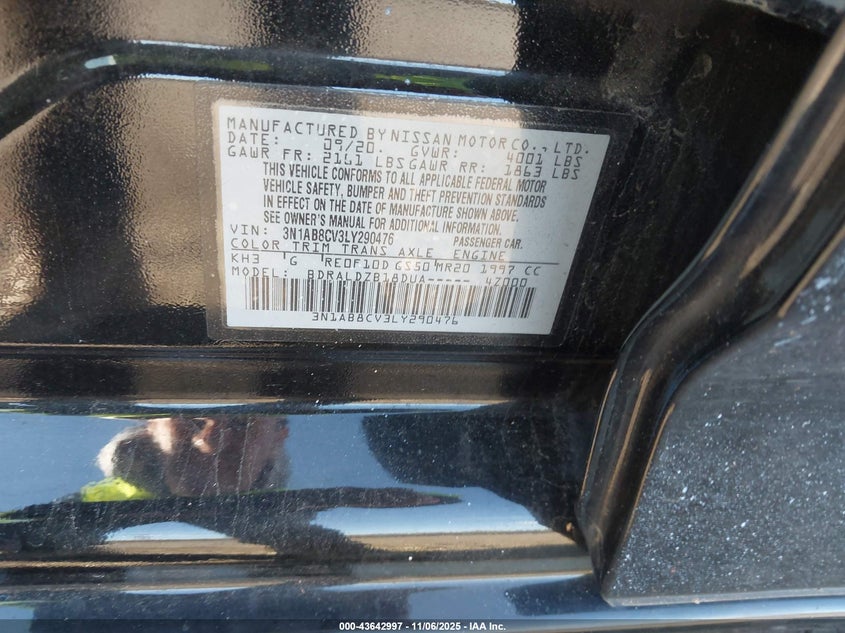 MANUFACTURED BY NISSAN MOTOR CO., LTD.
DATE: 09/20 GVWR: 4001 LBS
GAWR FR: 2161 LBS GAWR RR: 1863 LBS
THIS VEHICLE CONFORMS TO ALL APPLICABLE FEDERAL MOTOR
VEHICLE SAFETY, BUMPER AND THEFT PREVENTION STANDARDS
IN EFFECT ON THE DATE OF MANUFACTURE SHOWN ABOVE.
SEE OWNER'S MANUAL FOR ADDITIONAL INFORMATION.
VIN: 3N1AB8CV3LY290476 PASSENGER CAR.
COLOR TRIM TRANS AXLE ENGINE
KH3 G RE0F10D GS50 MR20 1997 CC
MODEL: BDRALDZB18DUA----- 4Z000
3N1AB8CV3LY290476
000-43642997 | 11/06/2025 - IAA Inc.